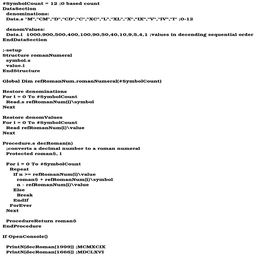 #SymbolCount = 12 ;0 based count
DataSection
denominations:
Data.s "M","CM","D","CD","C","XC","L","XL","X","IX","V","IV","I" ;0-12

denomValues:
Data.i 1000,900,500,400,100,90,50,40,10,9,5,4,1 ;values in decending sequential order
EndDataSection

;-setup
Structure romanNumeral
symbol.s
value.i
EndStructure

Global Dim refRomanNum.romanNumeral(#SymbolCount)

Restore denominations
For i = 0 To #SymbolCount
Read.s refRomanNum(i)\symbol
Next

Restore denomValues
For i = 0 To #SymbolCount
Read refRomanNum(i)\value
Next

Procedure.s decRoman(n)
;converts a decimal number to a roman numeral
Protected roman$, i

For i = 0 To #SymbolCount
Repeat
If n >= refRomanNum(i)\value
roman$ + refRomanNum(i)\symbol
n - refRomanNum(i)\value
Else
Break
EndIf
ForEver
Next

ProcedureReturn roman$
EndProcedure

If OpenConsole()

PrintN(decRoman(1999)) ;MCMXCIX
PrintN(decRoman(1666)) ;MDCLXVI